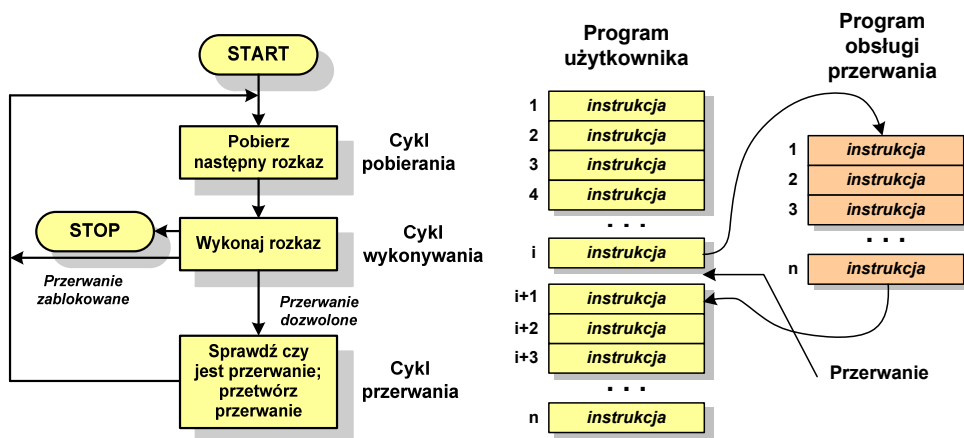 START
Pobierz
następny rozkaz
Cykl
pobierania
STOP
Wykonaj rozkaz
Cykl
wykonywania
Przerwanie
zablokowane
Przerwanie
dozwolone
Sprawdź czy
jest przerwanie;
przetwórz
przerwanie
Cykl
przerwania
Program
użytkownika
1 instrukcja
2 instrukcja
3 instrukcja
4 instrukcja
. . .
i instrukcja
i+1 instrukcja
i+2 instrukcja
i+3 instrukcja
. . .
n instrukcja
Program
obsługi
przerwania
1 instrukcja
2 instrukcja
3 instrukcja
. . .
n instrukcja
Przerwanie